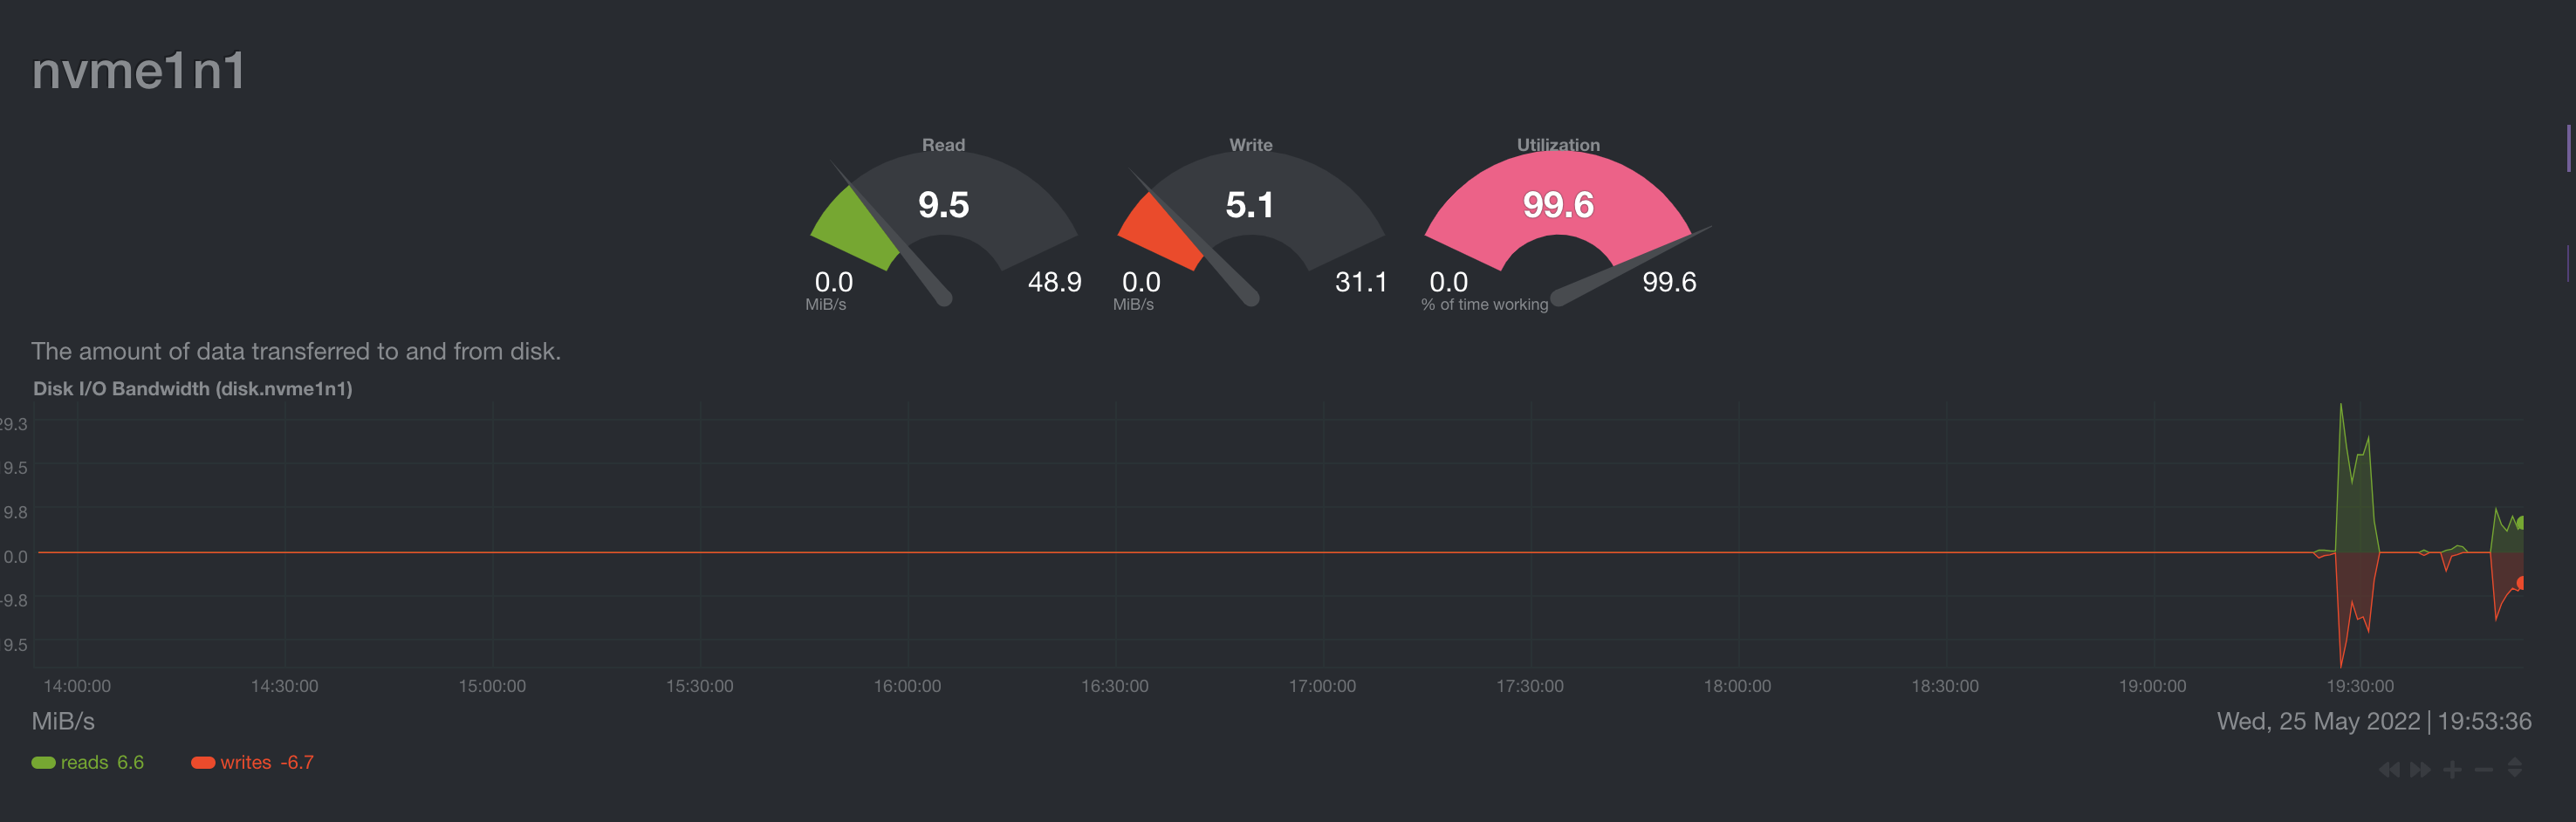 nvme1n1
Read Write Utilization
9.5 5.1 99.6
0.0 48.9 0.0 31.1 0.0 99.6
MiB/s MiB/s % of time working
The amount of data transferred to and from disk.
Disk I/O Bandwidth (disk.nvme1n1)
29.3
9.5
9.8
0.0
-9.8
9.5
14:00:00 14:30:00 15:00:00 15:30:00 16:00:00 16:30:00 17:00:00 17:30:00 18:00:00 18:30:00 19:00:00 19:30:00
MiB/s Wed, 25 May 2022 | 19:53:36
reads 6.6 writes -6.7